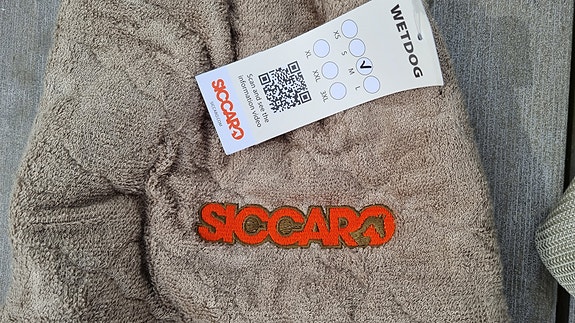 WETDOG
XS
S
M
L
XL
XXL
3XL
Scan and see the
information video
SICCARO
SICCARO